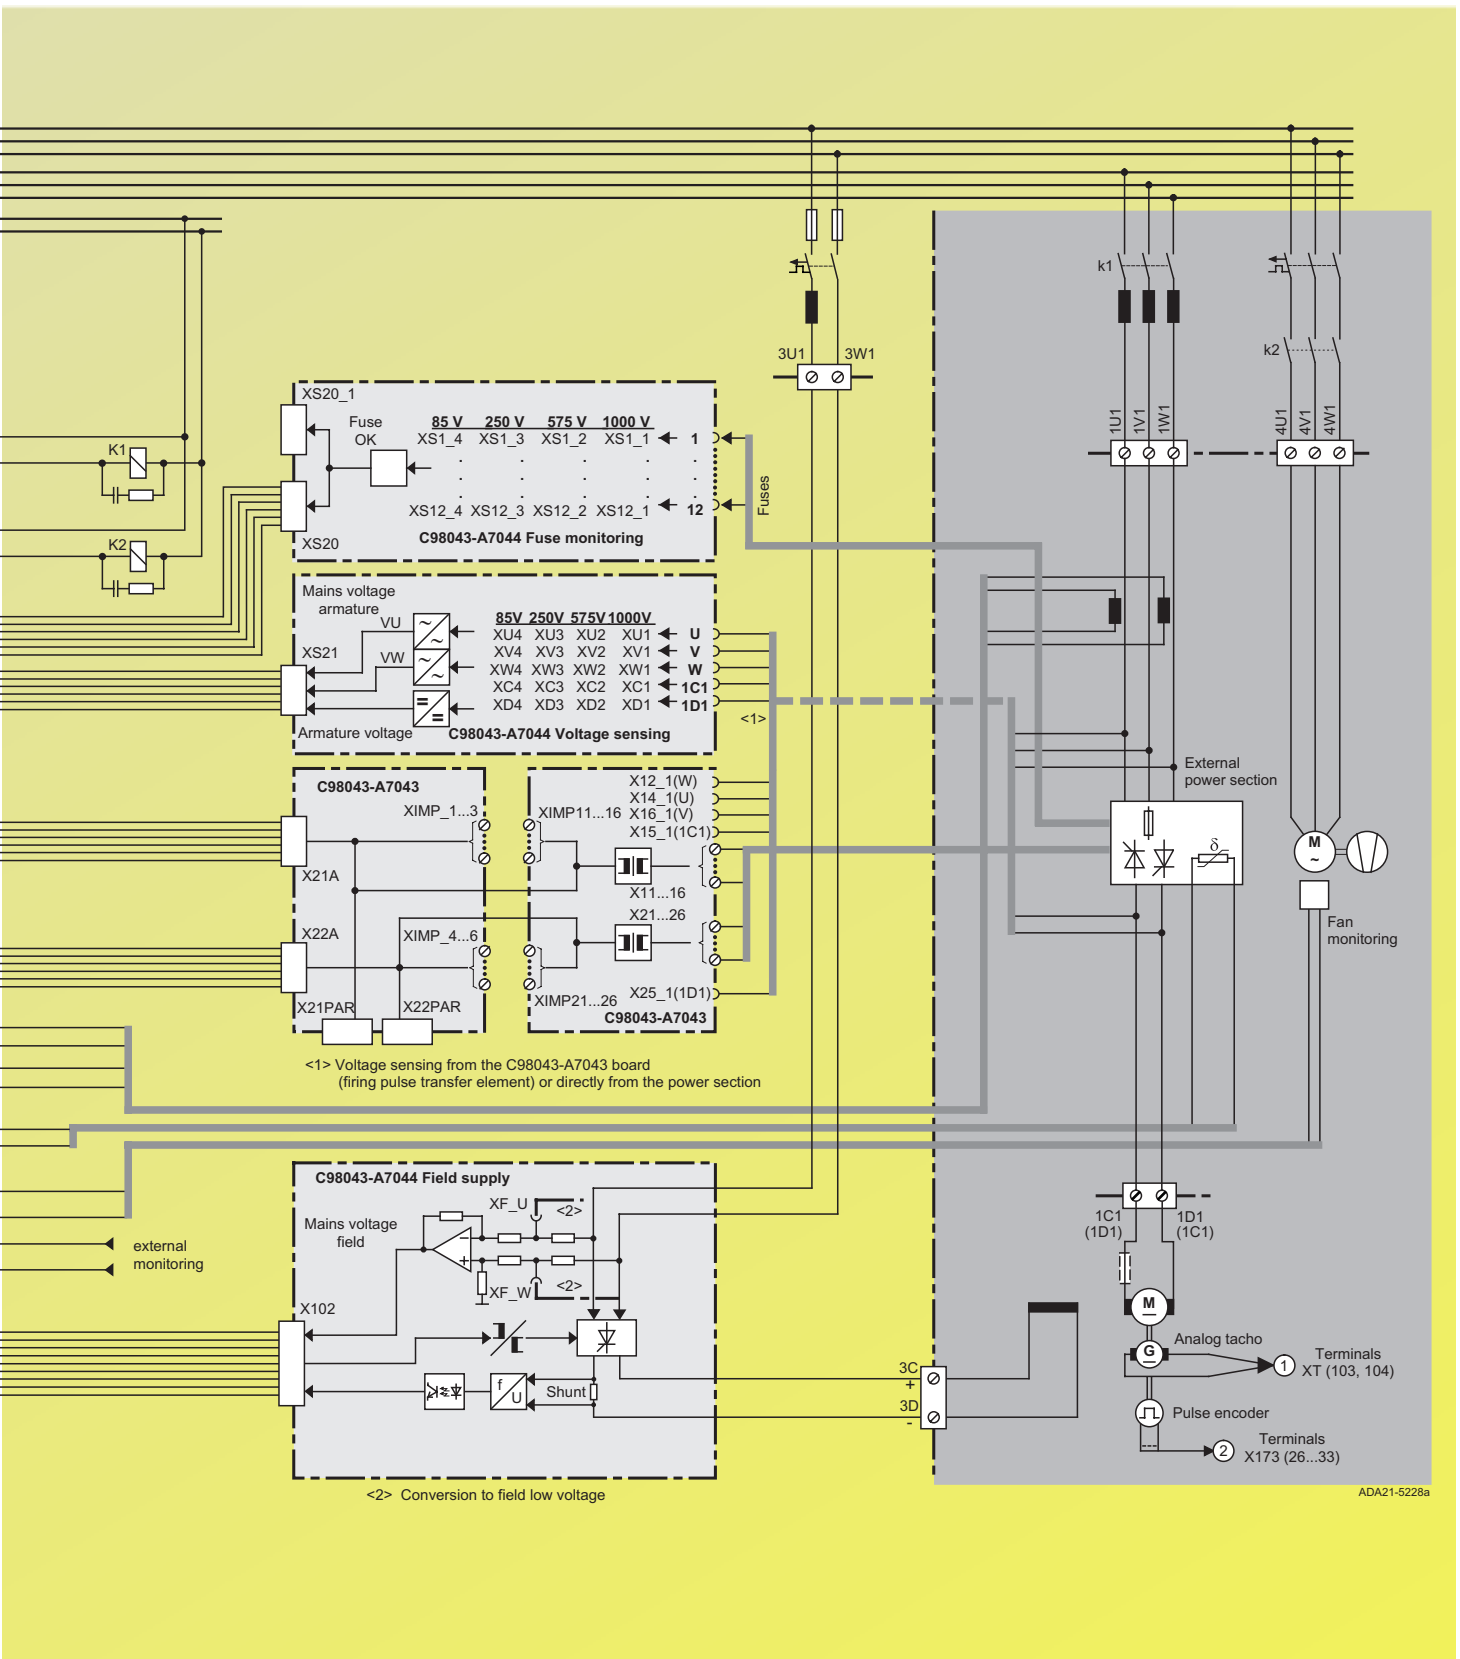 k1
k2
3U1
3W1
1U1
1V1
1W1
4U1
4V1
4W1
XS20_1
Fuse
OK
85 V 250 V 575 V 1000 V
XS1_4 XS1_3 XS1_2 XS1_1 1
. . . . .
. . . . .
. . . . .
XS12_4 XS12_3 XS12_2 XS12_1 12
XS20
C98043-A7044 Fuse monitoring
Fuses
K1
K2
Mains voltage
armature
VU
VW
XS21
85V 250V 575V 1000V
XU4 XU3 XU2 XU1 U
XV4 XV3 XV2 XV1 V
XW4 XW3 XW2 XW1 W
XC4 XC3 XC2 XC1 1C1
XD4 XD3 XD2 XD1 1D1
<1>
Armature voltage
C98043-A7044 Voltage sensing
External
power section
δ
M
~
Fan
monitoring
C98043-A7043
XIMP_1...3
X21A
X22A
XIMP_4...6
X21PAR
X22PAR
XIMP11...16
X12_1(W)
X14_1(U)
X16_1(V)
X15_1(1C1)
X11...16
X21...26
XIMP21...26
X25_1(1D1)
C98043-A7043
<1> Voltage sensing from the C98043-A7043 board
(firing pulse transfer element) or directly from the power section
C98043-A7044 Field supply
XF_U
<2>
Mains voltage
field
XF_W
<2>
external
monitoring
X102
f
U
Shunt
3C
+
3D
-
<2> Conversion to field low voltage
1C1
(1D1)
1D1
(1C1)
M
G
Analog tacho
1
Terminals
XT (103, 104)
Pulse encoder
2
Terminals
X173 (26...33)
ADA21-5228a